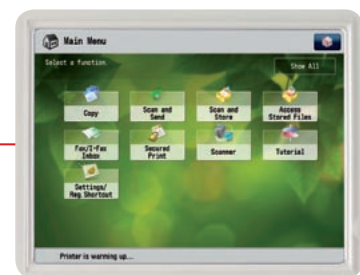 Main Menu
Select a function.
Show All
Copy
Scan and
Send
Scan and
Store
Access
Stored Files
Fax/I-Fax
Inbox
Secured
Print
Scanner
Tutorial
Settings/
Reg.Shortcut
Printer is warming up...